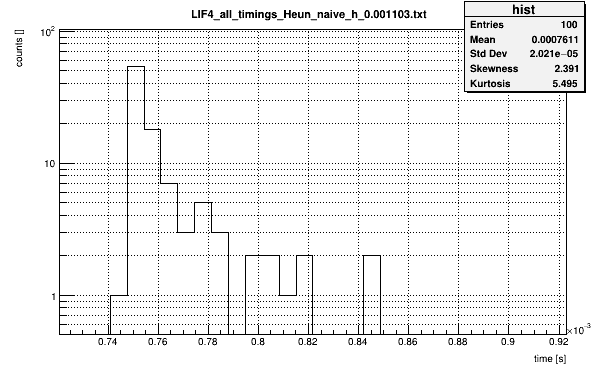 LIF4_all_timings_Heun_naive_h_0.001103.txt
hist
Entries 100
Mean 0.0007611
Std Dev 2.021e−05
Skewness 2.391
Kurtosis 5.495
counts []
10²
10
1
0.74 0.76 0.78 0.8 0.82 0.84 0.86 0.88 0.9 0.92
×10⁻³
time [s]